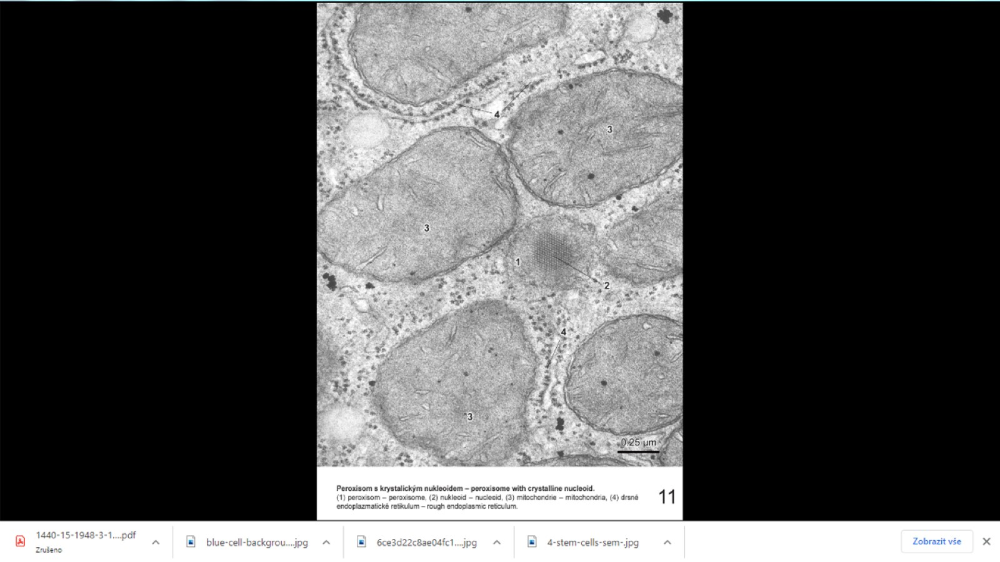 4
3
3
1
2
4
3
0.25 µm
Peroxisom s krystalickým nukleoidem – peroxisome with crystalline nucleoid.
(1) peroxisom – peroxisome, (2) nukleoid – nucleoid, (3) mitochondrie – mitochondria, (4) drsné
endoplazmatické retikulum – rough endoplasmic reticulum.
11
1440-15-1948-3-1....pdf
Zrušeno
blue-cell-backgrou....jpg
6ce3d22c8ae04fc1....jpg
4-stem-cells-sem-.jpg
Zobrazit vše